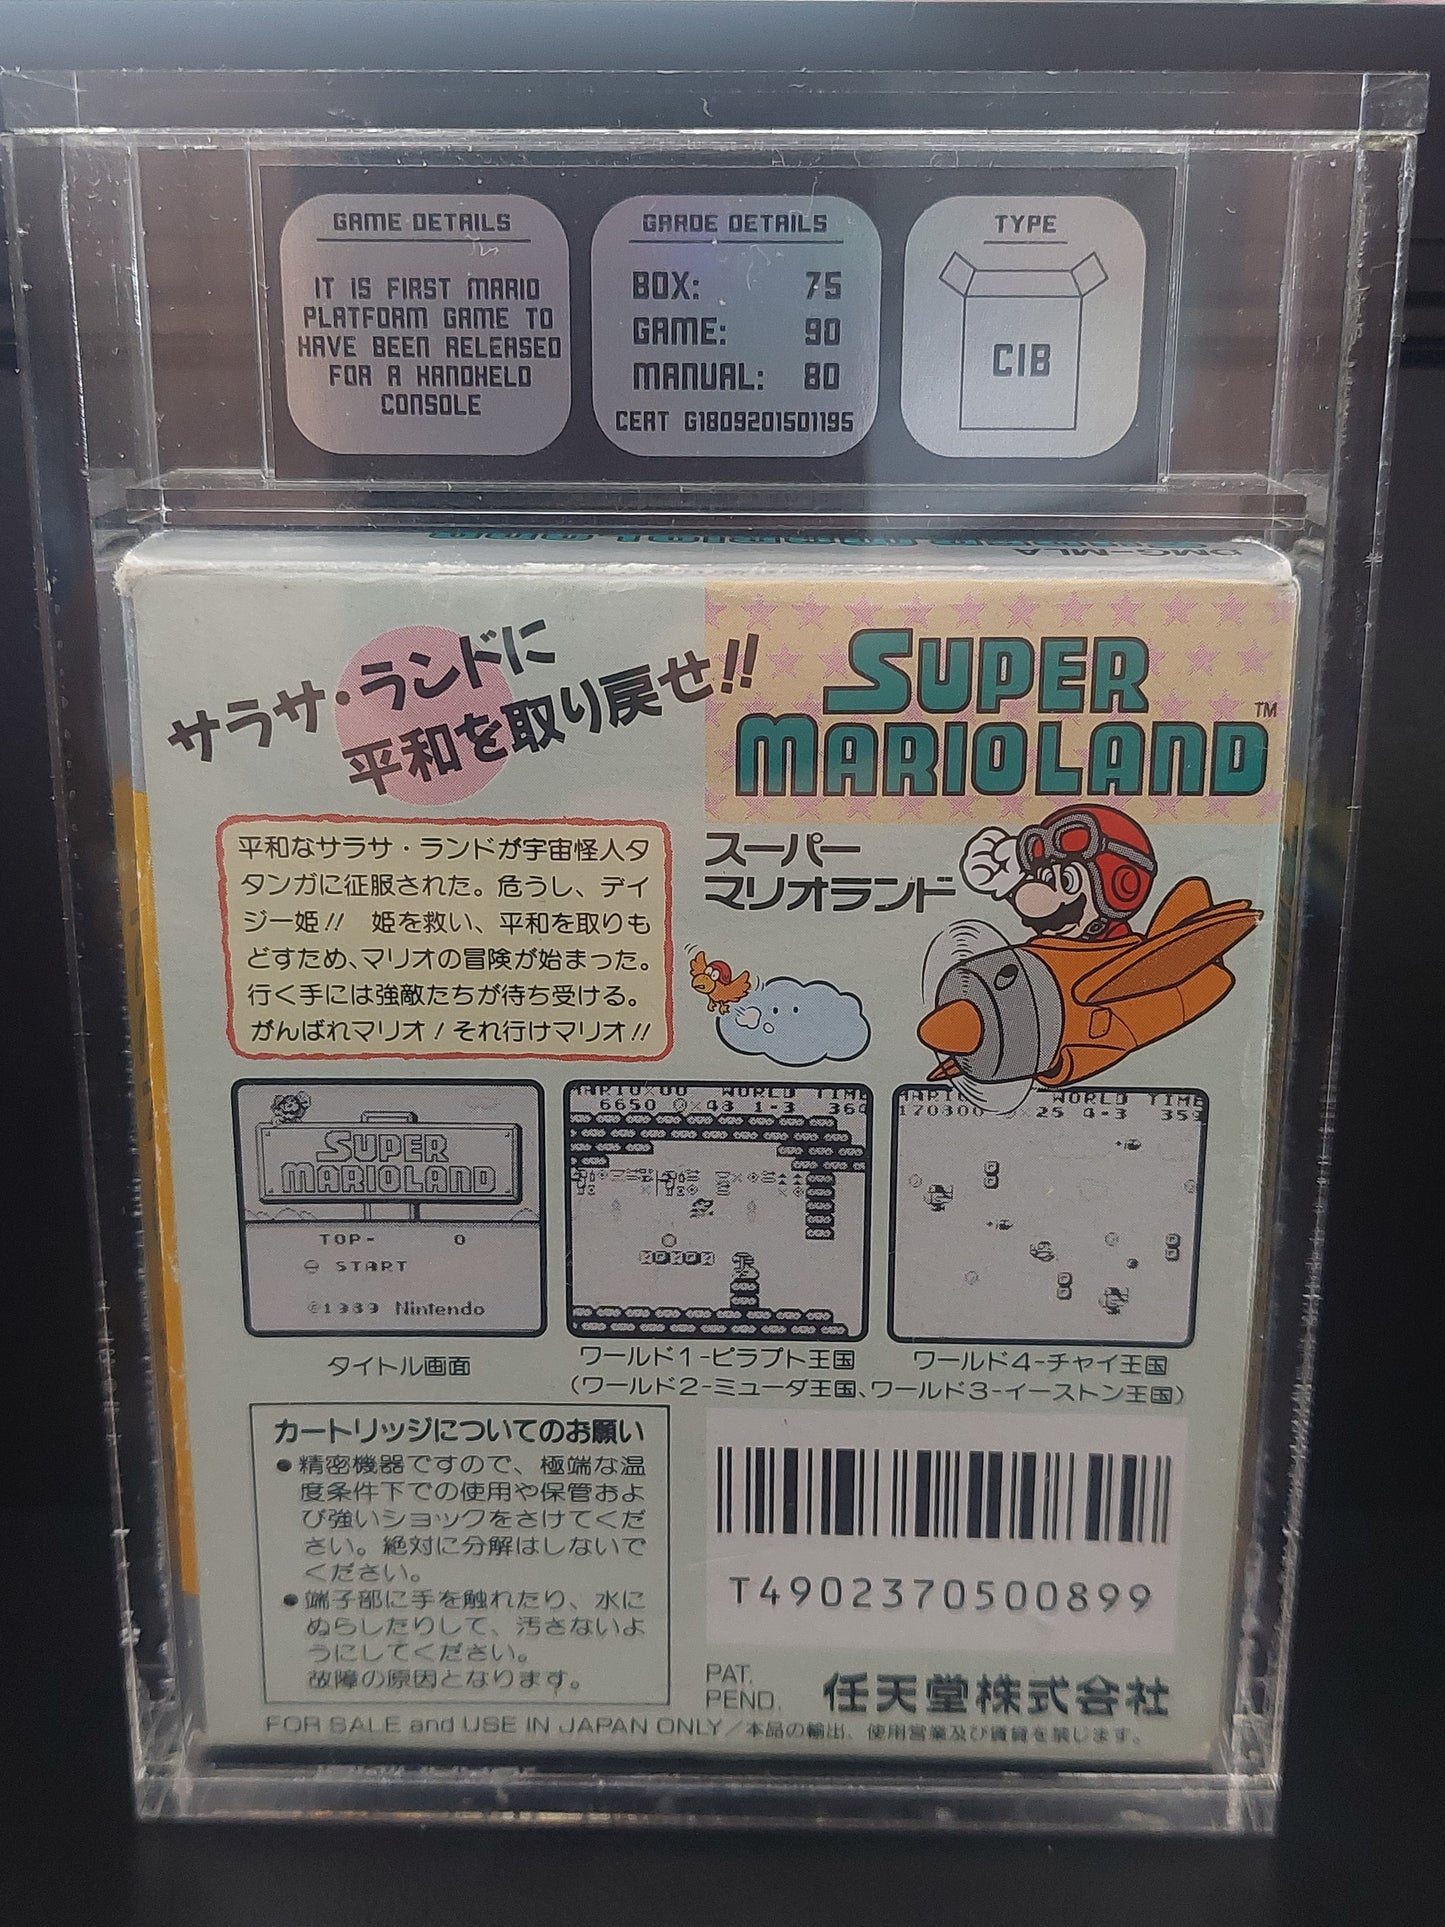 GAME DETAILS
IT IS FIRST MARIO
PLATFORM GAME TO
HAVE BEEN RELEASED
FOR A HANDHELD
CONSOLE
GARDE DETAILS
BOX: 75
GAME: 90
MANUAL: 80
CERT G1809201501195
TYPE
CIB
DMG-MLA
サラサ・ランドに
平和を取り戻せ!!
SUPER
MARIOLAND™
スーパー
マリオランド
平和なサラサ・ランドが宇宙怪人タ
タンガに征服された。危うし、デイ
ジー姫!! 姫を救い、平和を取りも
どすため、マリオの冒険が始まった。
行く手には強敵たちが待ち受ける。
がんばれマリオ! それ行けマリオ!!
SUPER
MARIOLAND
TOP- 0
START
©1989 Nintendo
タイトル画面
MARIO×00 WORLD TIME
6650 ×43 1-3 364
ワールド1-ピラプト王国
(ワールド2-ミューダ王国、ワールド3-イーストン王国)
MARIO WORLD TIME
170300 ×25 4-3 359
ワールド4-チャイ王国
カートリッジについてのお願い
●精密機器ですので、極端な温
度条件下での使用や保管およ
び強いショックをさけてくだ
さい。絶対に分解はしないで
ください。
●端子部に手を触れたり、水に
ぬらしたりして、汚さないよ
うにしてください。
故障の原因となります。
T4902370500899
PAT.
PEND.
任天堂株式会社
FOR SALE and USE IN JAPAN ONLY/本品の輸出、使用営業及び賃貸を禁じます。